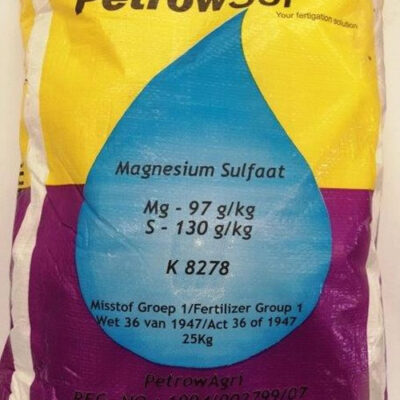 PetrowSol
Your fertigation solution
Magnesium Sulfaat
Mg - 97 g/kg
S - 130 g/kg
K 8278
Misstof Groep 1/Fertilizer Group 1
Wet 36 van 1947/Act 36 of 1947
25Kg
PetrowAgri